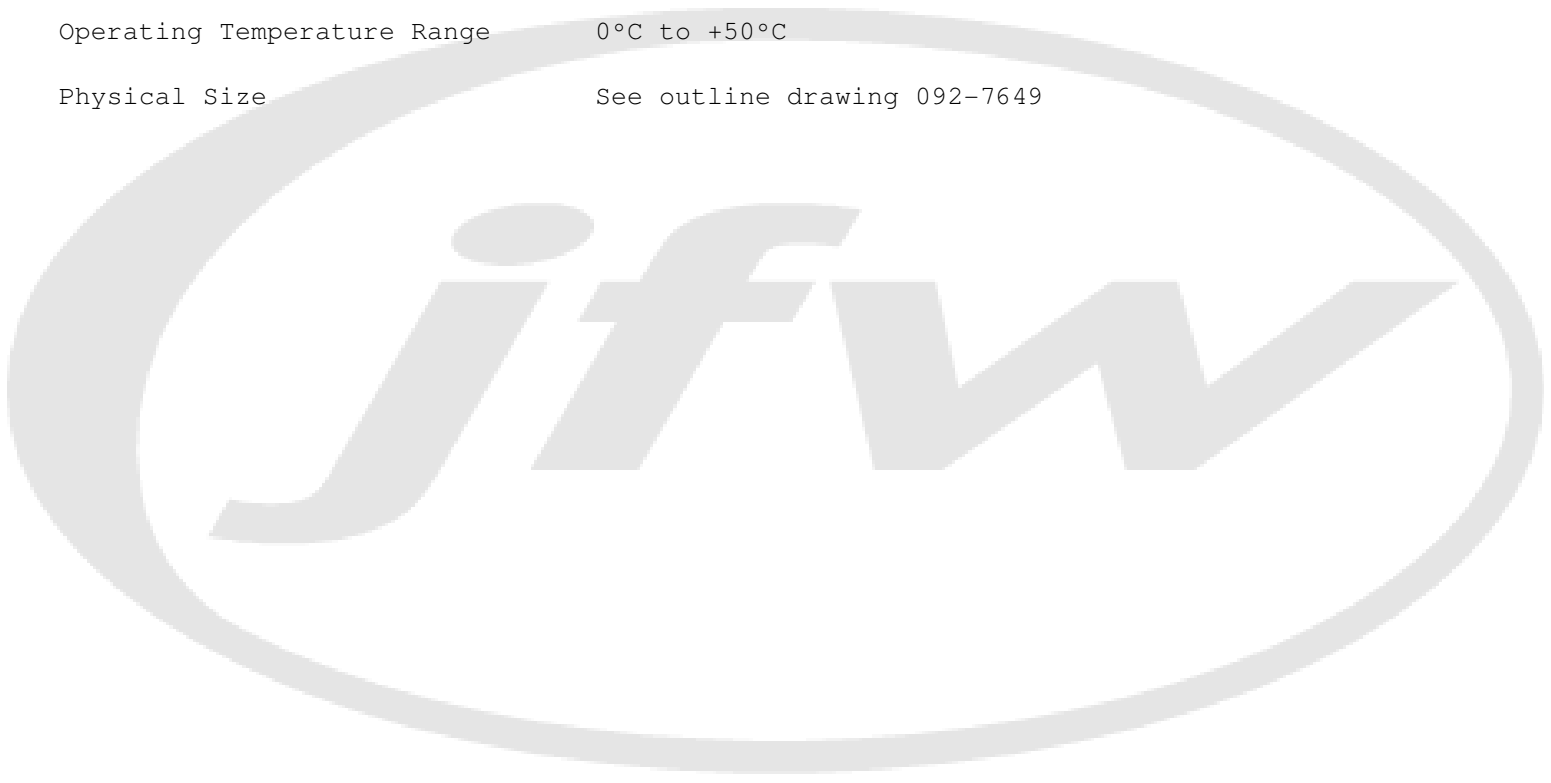 Operating Temperature Range 0°C to +50°C
Physical Size See outline drawing 092-7649
jfw